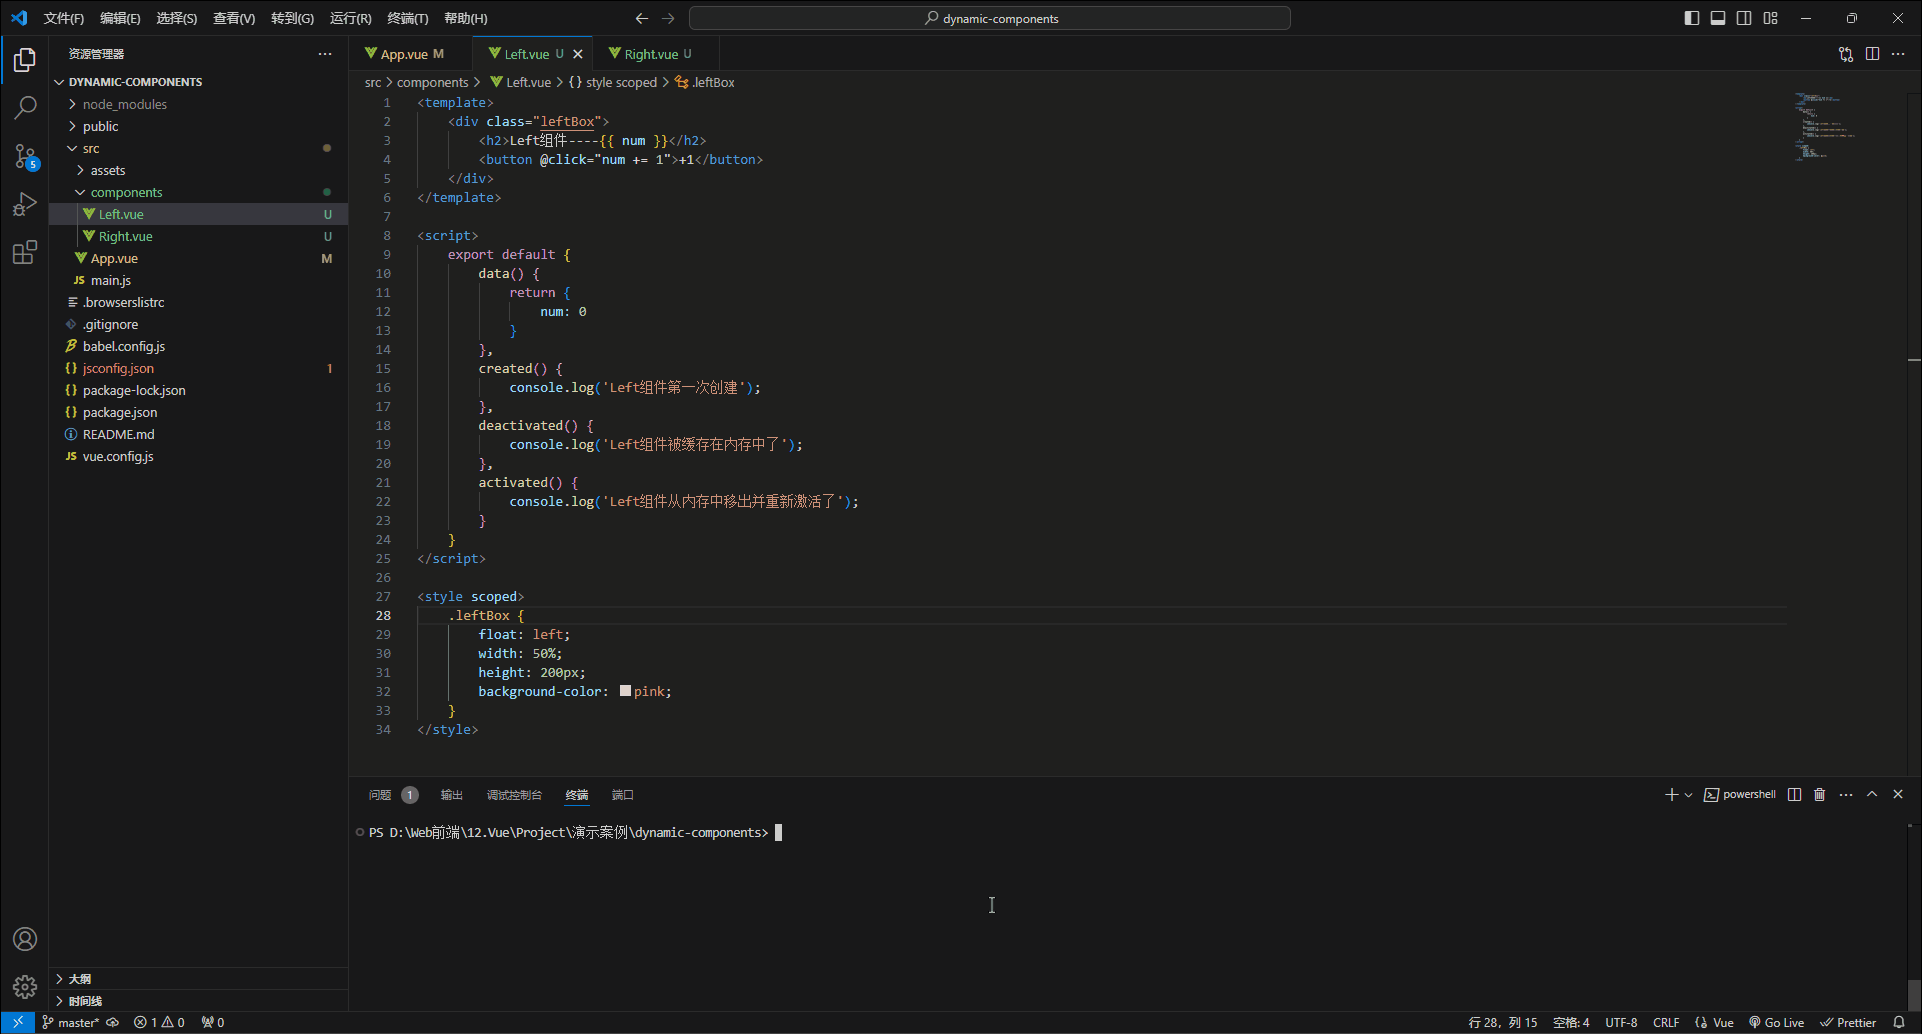 文件(F) 编辑(E) 选择(S) 查看(V) 转到(G) 运行(R) 终端(T) 帮助(H)
dynamic-components
资源管理器
DYNAMIC-COMPONENTS
node_modules
public
src
assets
components
Left.vue U
Right.vue U
App.vue M
JS main.js
.browserslistrc
.gitignore
babel.config.js
{} jsconfig.json 1
{} package-lock.json
{} package.json
README.md
JS vue.config.js
5
大纲
时间线
App.vue M Left.vue U Right.vue U
src > components > Left.vue > {} style scoped > .leftBox
1 <template>
2 <div class="leftBox">
3 <h2>Left组件----{{ num }}</h2>
4 <button @click="num += 1">+1</button>
5 </div>
6 </template>
7
8 <script>
9 export default {
10 data() {
11 return {
12 num: 0
13 }
14 },
15 created() {
16 console.log('Left组件第一次创建');
17 },
18 deactivated() {
19 console.log('Left组件被缓存在内存中了');
20 },
21 activated() {
22 console.log('Left组件从内存中移出并重新激活了');
23 }
24 }
25 </script>
26
27 <style scoped>
28 .leftBox {
29 float: left;
30 width: 50%;
31 height: 200px;
32 background-color: pink;
33 }
34 </style>
问题 1 输出 调试控制台 终端 端口
powershell
PS D:\Web前端\12.Vue\Project\演示案例\dynamic-components>
master* 1 0 0
行 28，列 15 空格: 4 UTF-8 CRLF {} Vue Go Live Prettier